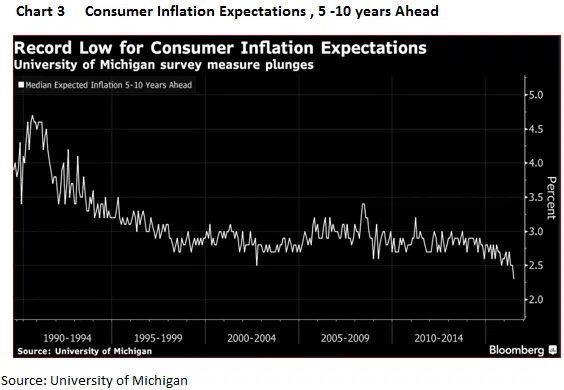 Chart 3 Consumer Inflation Expectations , 5 -10 years Ahead
Record Low for Consumer Inflation Expectations
University of Michigan survey measure plunges
Median Expected Inflation 5-10 Years Ahead
5.0
4.5
4.0
3.5
3.0
2.5
2.0
Percent
1990-1994 1995-1999 2000-2004 2005-2009 2010-2014
Source: University of Michigan Bloomberg
Source: University of Michigan